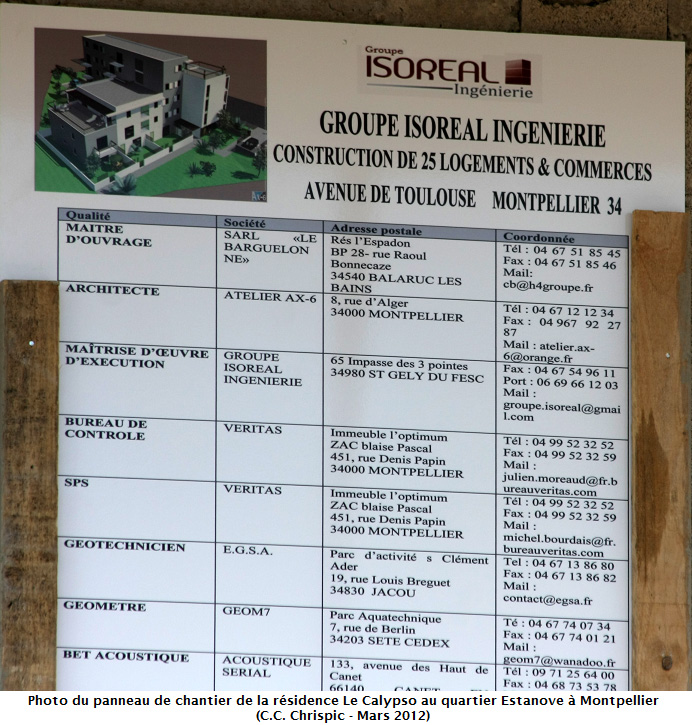 Groupe
ISOREAL
Ingénierie
GROUPE ISOREAL INGENIERIE
CONSTRUCTION DE 25 LOGEMENTS & COMMERCES
AVENUE DE TOULOUSE MONTPELLIER 34
Qualité Société Adresse postale Coordonnée
MAITRE
D'OUVRAGE
SARL «LE
BARGUELON
NE»
Rés l'Espadon
BP 28- rue Raoul
Bonnecaze
34540 BALARUC LES
BAINS
Tél : 04 67 51 85 45
Fax : 04 67 51 85 46
Mail:
cb@h4groupe.fr
ARCHITECTE
ATELIER AX-6
8, rue d'Alger
34000 MONTPELLIER
Tél : 04 67 12 12 34
Fax : 04 967 92 27
87
Mail : atelier.ax-
6@orange.fr
MAÎTRISE D'ŒUVRE
D'EXECUTION
GROUPE
ISOREAL
INGENIERIE
65 Impasse des 3 pointes
34980 ST GELY DU FESC
Fax : 04 67 54 96 11
Port : 06 69 66 12 03
Mail :
groupe.isoreal@gmai
l.com
BUREAU DE
CONTROLE
VERITAS
Immeuble l'optimum
ZAC blaise Pascal
451, rue Denis Papin
34000 MONTPELLIER
Tél : 04 99 52 32 52
Fax : 04 99 52 32 59
Mail :
julien.moreaud@fr.b
ureauveritas.com
SPS
VERITAS
Immeuble l'optimum
ZAC blaise Pascal
451, rue Denis Papin
34000 MONTPELLIER
Tél : 04 99 52 32 52
Fax : 04 99 52 32 59
Mail :
michel.bourdais@fr.
bureauveritas.com
GEOTECHNICIEN
E.G.S.A.
Parc d'activité s Clément
Ader
19, rue Louis Breguet
34830 JACOU
Tel : 04 67 13 86 80
Fax : 04 67 13 86 82
Mail :
contact@egsa.fr
GEOMETRE
GEOM7
Parc Aquatechnique
7, rue de Berlin
34203 SETE CEDEX
Té : 04 67 74 07 34
Fax : 04 67 74 01 21
Mail :
geom7@wanadoo.fr
BET ACOUSTIQUE
ACOUSTIQUE
SERIAL
133, avenue des Haut de
Canet
66140 CANET
Tél : 09 71 25 64 00
Fax : 04 68 73 53 78
Photo du panneau de chantier de la résidence Le Calypso au quartier Estanove à Montpellier
(C.C. Chrispic - Mars 2012)